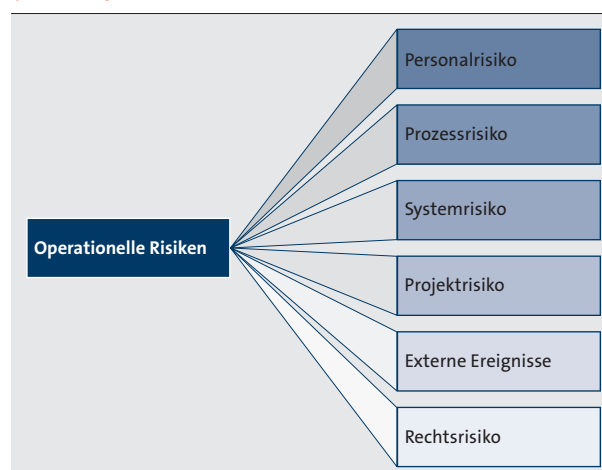 Personalrisiko
Prozessrisiko
Systemrisiko
Operationelle Risiken
Projektrisiko
Externe Ereignisse
Rechtsrisiko